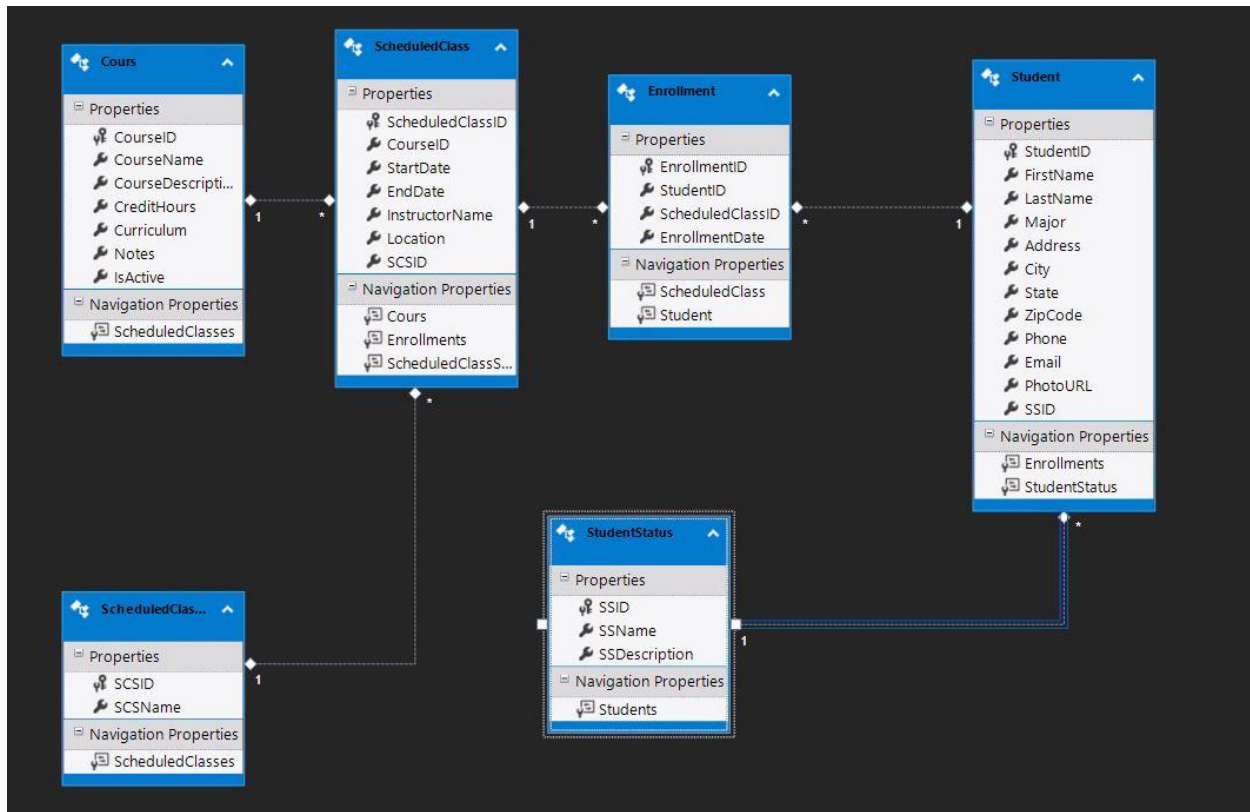 Cours
Properties
CourseID
CourseName
CourseDescripti...
CreditHours
Curriculum
Notes
IsActive
Navigation Properties
ScheduledClasses
1
*
ScheduledClass
Properties
ScheduledClassID
CourseID
StartDate
EndDate
InstructorName
Location
SCSID
Navigation Properties
Cours
Enrollments
ScheduledClassS...
1
*
*
Enrollment
Properties
EnrollmentID
StudentID
ScheduledClassID
EnrollmentDate
Navigation Properties
ScheduledClass
Student
*
1
Student
Properties
StudentID
FirstName
LastName
Major
Address
City
State
ZipCode
Phone
Email
PhotoURL
SSID
Navigation Properties
Enrollments
StudentStatus
*
StudentStatus
Properties
SSID
SSName
SSDescription
Navigation Properties
Students
1
ScheduledClas...
Properties
SCSID
SCSName
Navigation Properties
ScheduledClasses
1